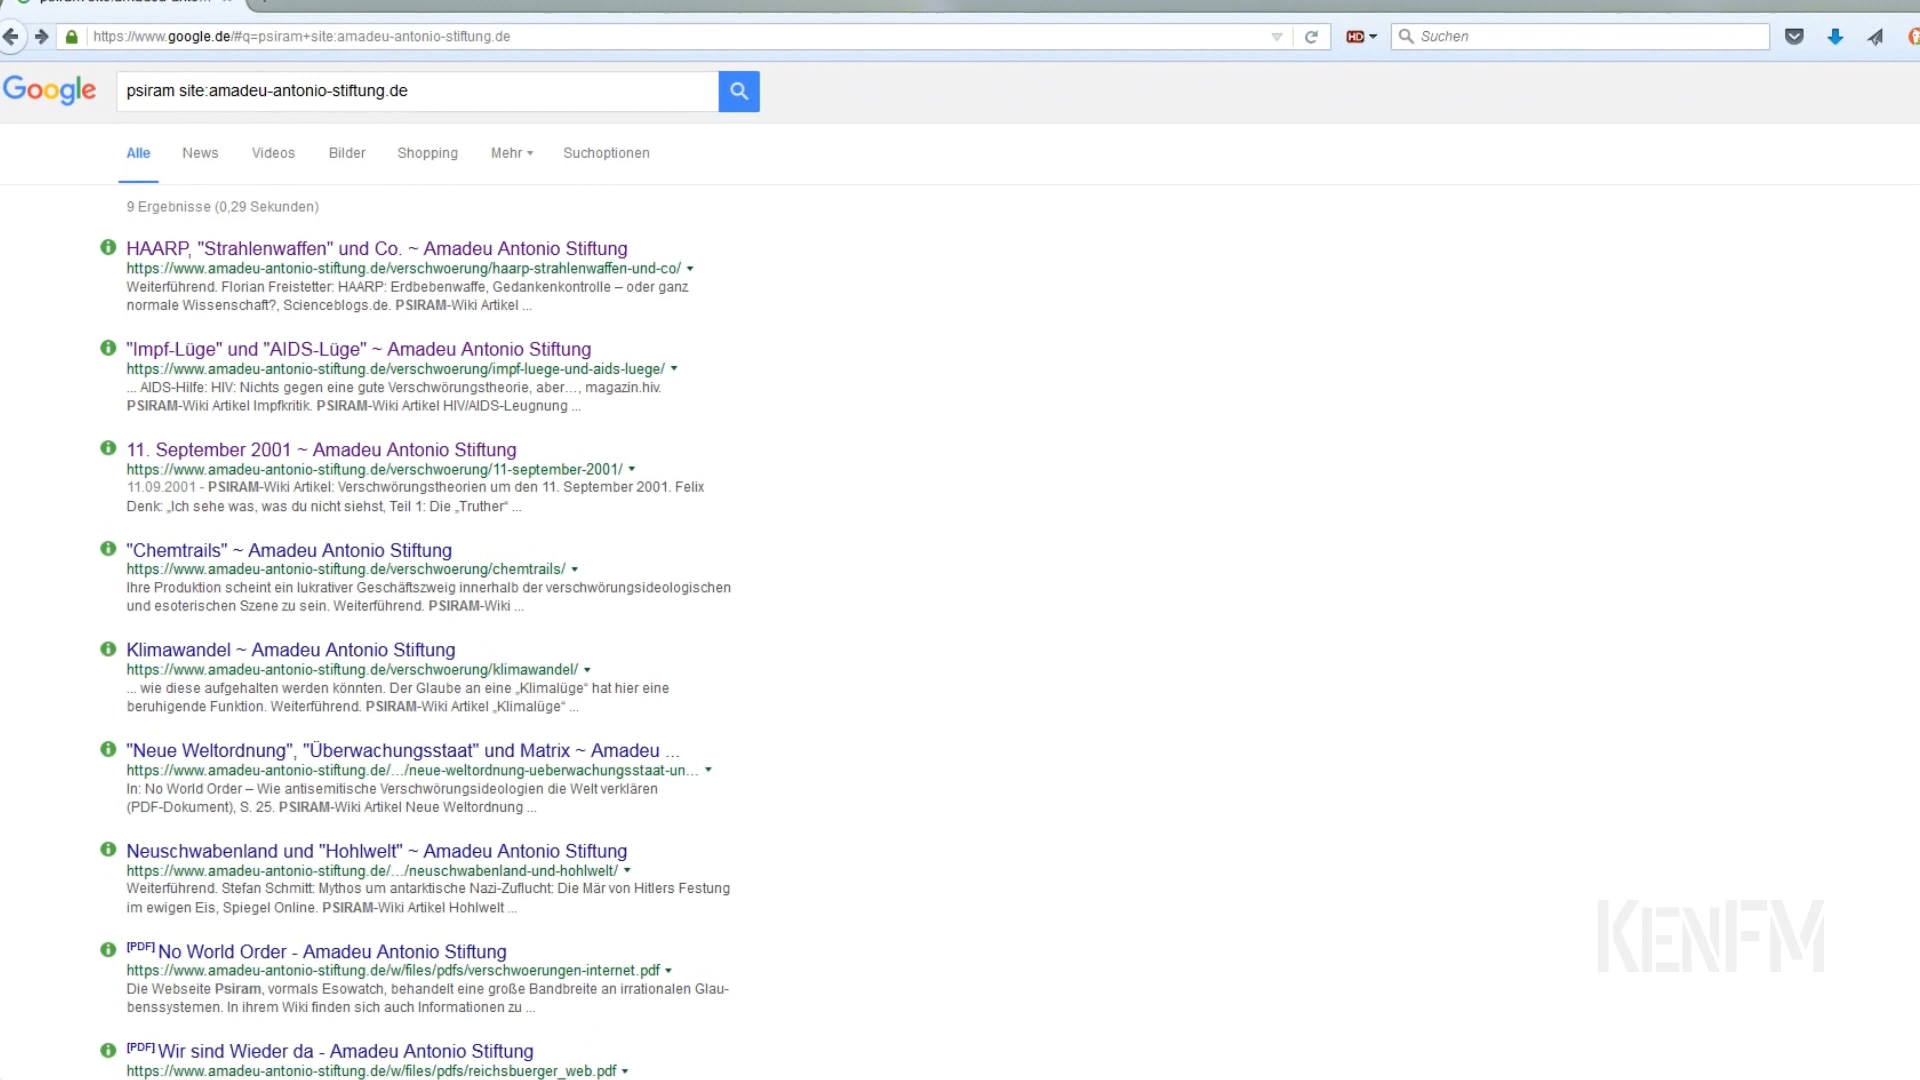 https://www.google.de/#q=psiram+site:amadeu-antonio-stiftung.de
HD
Suchen
Google
psiram site:amadeu-antonio-stiftung.de
Alle News Videos Bilder Shopping Mehr Suchoptionen
9 Ergebnisse (0,29 Sekunden)
HAARP, "Strahlenwaffen" und Co. ~ Amadeu Antonio Stiftung
https://www.amadeu-antonio-stiftung.de/verschwoerung/haarp-strahlenwaffen-und-co/
Weiterführend. Florian Freistetter: HAARP: Erdbebenwaffe, Gedankenkontrolle – oder ganz
normale Wissenschaft?, Scienceblogs.de. PSIRAM-Wiki Artikel ...
"Impf-Lüge" und "AIDS-Lüge" ~ Amadeu Antonio Stiftung
https://www.amadeu-antonio-stiftung.de/verschwoerung/impf-luege-und-aids-luege/
... AIDS-Hilfe: HIV: Nichts gegen eine gute Verschwörungstheorie, aber…, magazin.hiv.
PSIRAM-Wiki Artikel Impfkritik. PSIRAM-Wiki Artikel HIV/AIDS-Leugnung ...
11. September 2001 ~ Amadeu Antonio Stiftung
https://www.amadeu-antonio-stiftung.de/verschwoerung/11-september-2001/
11.09.2001 - PSIRAM-Wiki Artikel: Verschwörungstheorien um den 11. September 2001. Felix
Denk: „Ich sehe was, was du nicht siehst, Teil 1: Die „Truther“ ...
"Chemtrails" ~ Amadeu Antonio Stiftung
https://www.amadeu-antonio-stiftung.de/verschwoerung/chemtrails/
Ihre Produktion scheint ein lukrativer Geschäftszweig innerhalb der verschwörungsideologischen
und esoterischen Szene zu sein. Weiterführend. PSIRAM-Wiki ...
Klimawandel ~ Amadeu Antonio Stiftung
https://www.amadeu-antonio-stiftung.de/verschwoerung/klimawandel/
... wie diese aufgehalten werden könnten. Der Glaube an eine „Klimalüge“ hat hier eine
beruhigende Funktion. Weiterführend. PSIRAM-Wiki Artikel „Klimalüge“ ...
"Neue Weltordnung", "Überwachungsstaat" und Matrix ~ Amadeu ...
https://www.amadeu-antonio-stiftung.de/.../neue-weltordnung-ueberwachungsstaat-un...
In: No World Order – Wie antisemitische Verschwörungsideologien die Welt verklären
(PDF-Dokument), S. 25. PSIRAM-Wiki Artikel Neue Weltordnung ...
Neuschwabenland und "Hohlwelt" ~ Amadeu Antonio Stiftung
https://www.amadeu-antonio-stiftung.de/.../neuschwabenland-und-hohlwelt/
Weiterführend. Stefan Schmitt: Mythos um antarktische Nazi-Zuflucht: Die Mär von Hitlers Festung
im ewigen Eis, Spiegel Online. PSIRAM-Wiki Artikel Hohlwelt ...
[PDF] No World Order - Amadeu Antonio Stiftung
https://www.amadeu-antonio-stiftung.de/w/files/pdfs/verschwoerungen-internet.pdf
Die Webseite Psiram, vormals Esowatch, behandelt eine große Bandbreite an irrationalen Glau-
benssystemen. In ihrem Wiki finden sich auch Informationen zu ...
[PDF] Wir sind Wieder da - Amadeu Antonio Stiftung
https://www.amadeu-antonio-stiftung.de/w/files/pdfs/reichsbuerger_web.pdf
KENFM